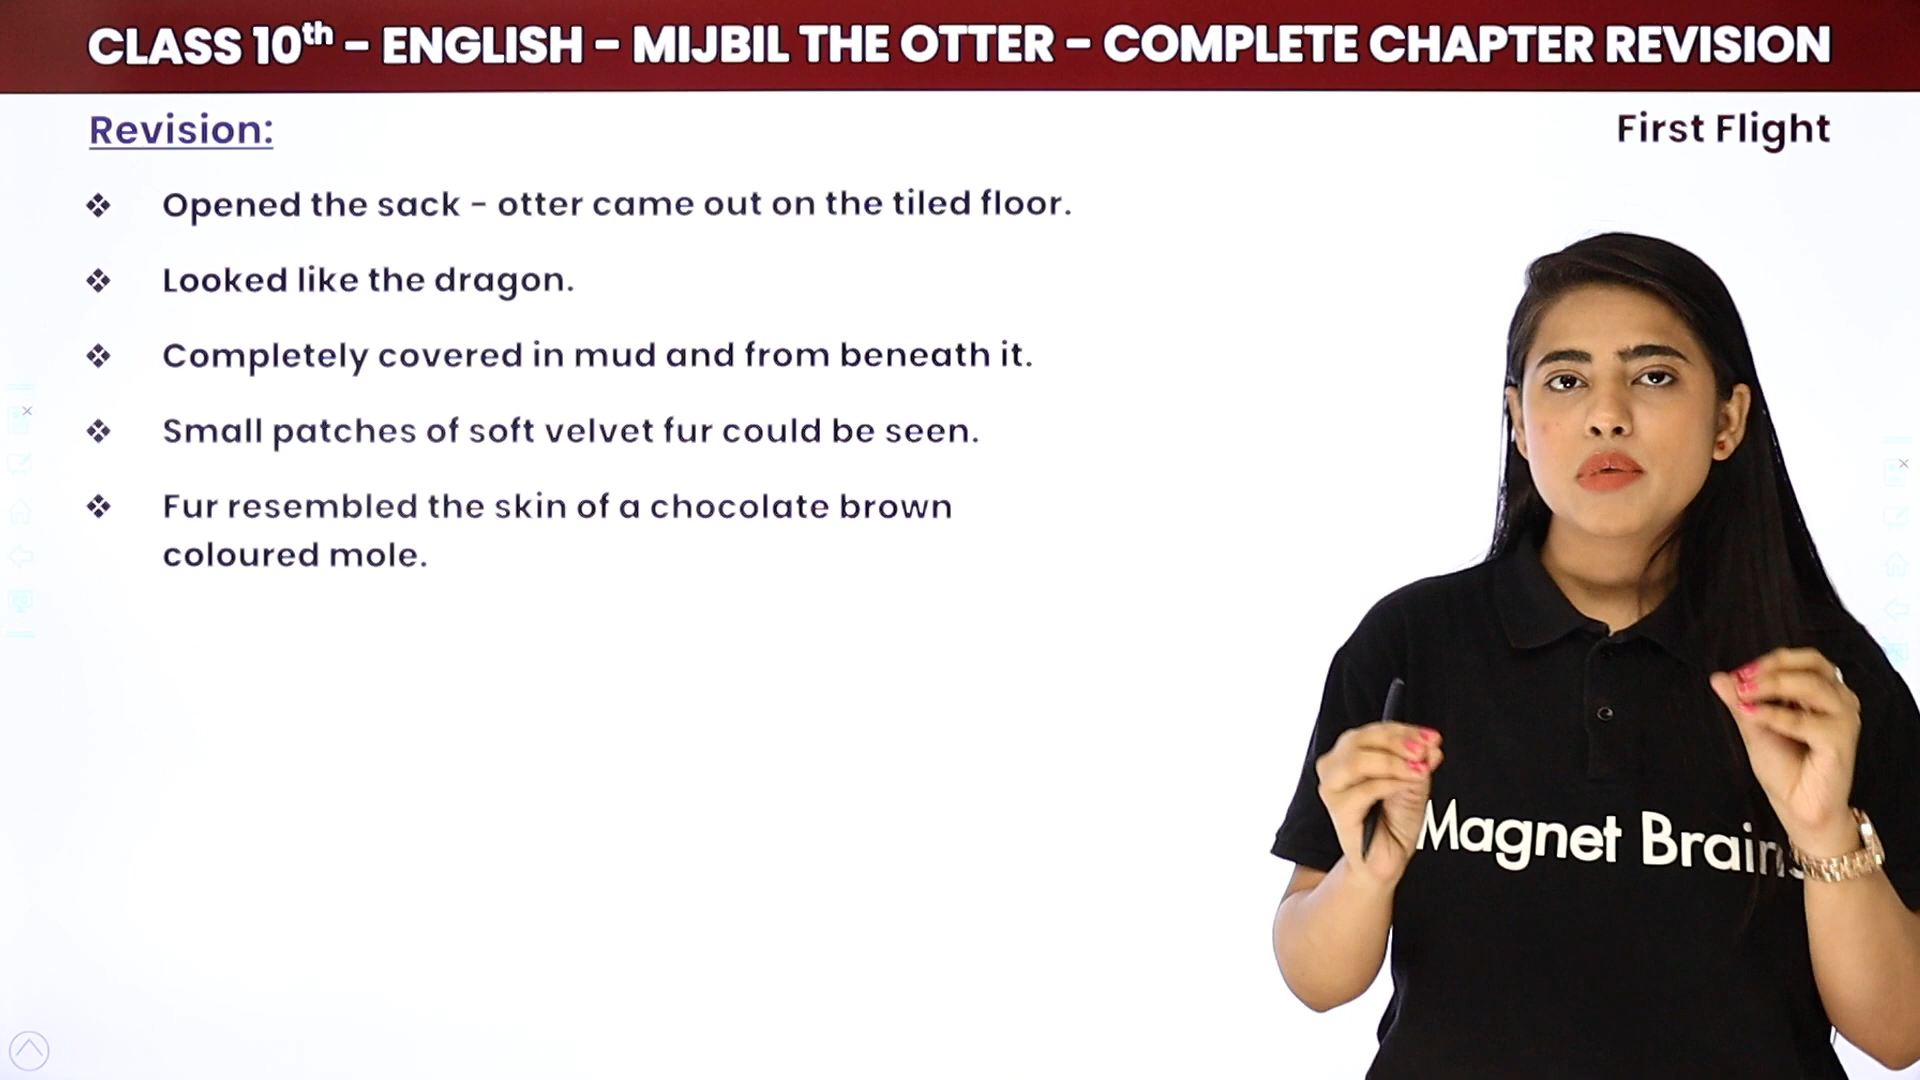 CLASS 10th – ENGLISH – MIJBIL THE OTTER – COMPLETE CHAPTER REVISION
Revision:
First Flight
❖ Opened the sack – otter came out on the tiled floor.
❖ Looked like the dragon.
❖ Completely covered in mud and from beneath it.
❖ Small patches of soft velvet fur could be seen.
❖ Fur resembled the skin of a chocolate brown
coloured mole.
Magnet Brains